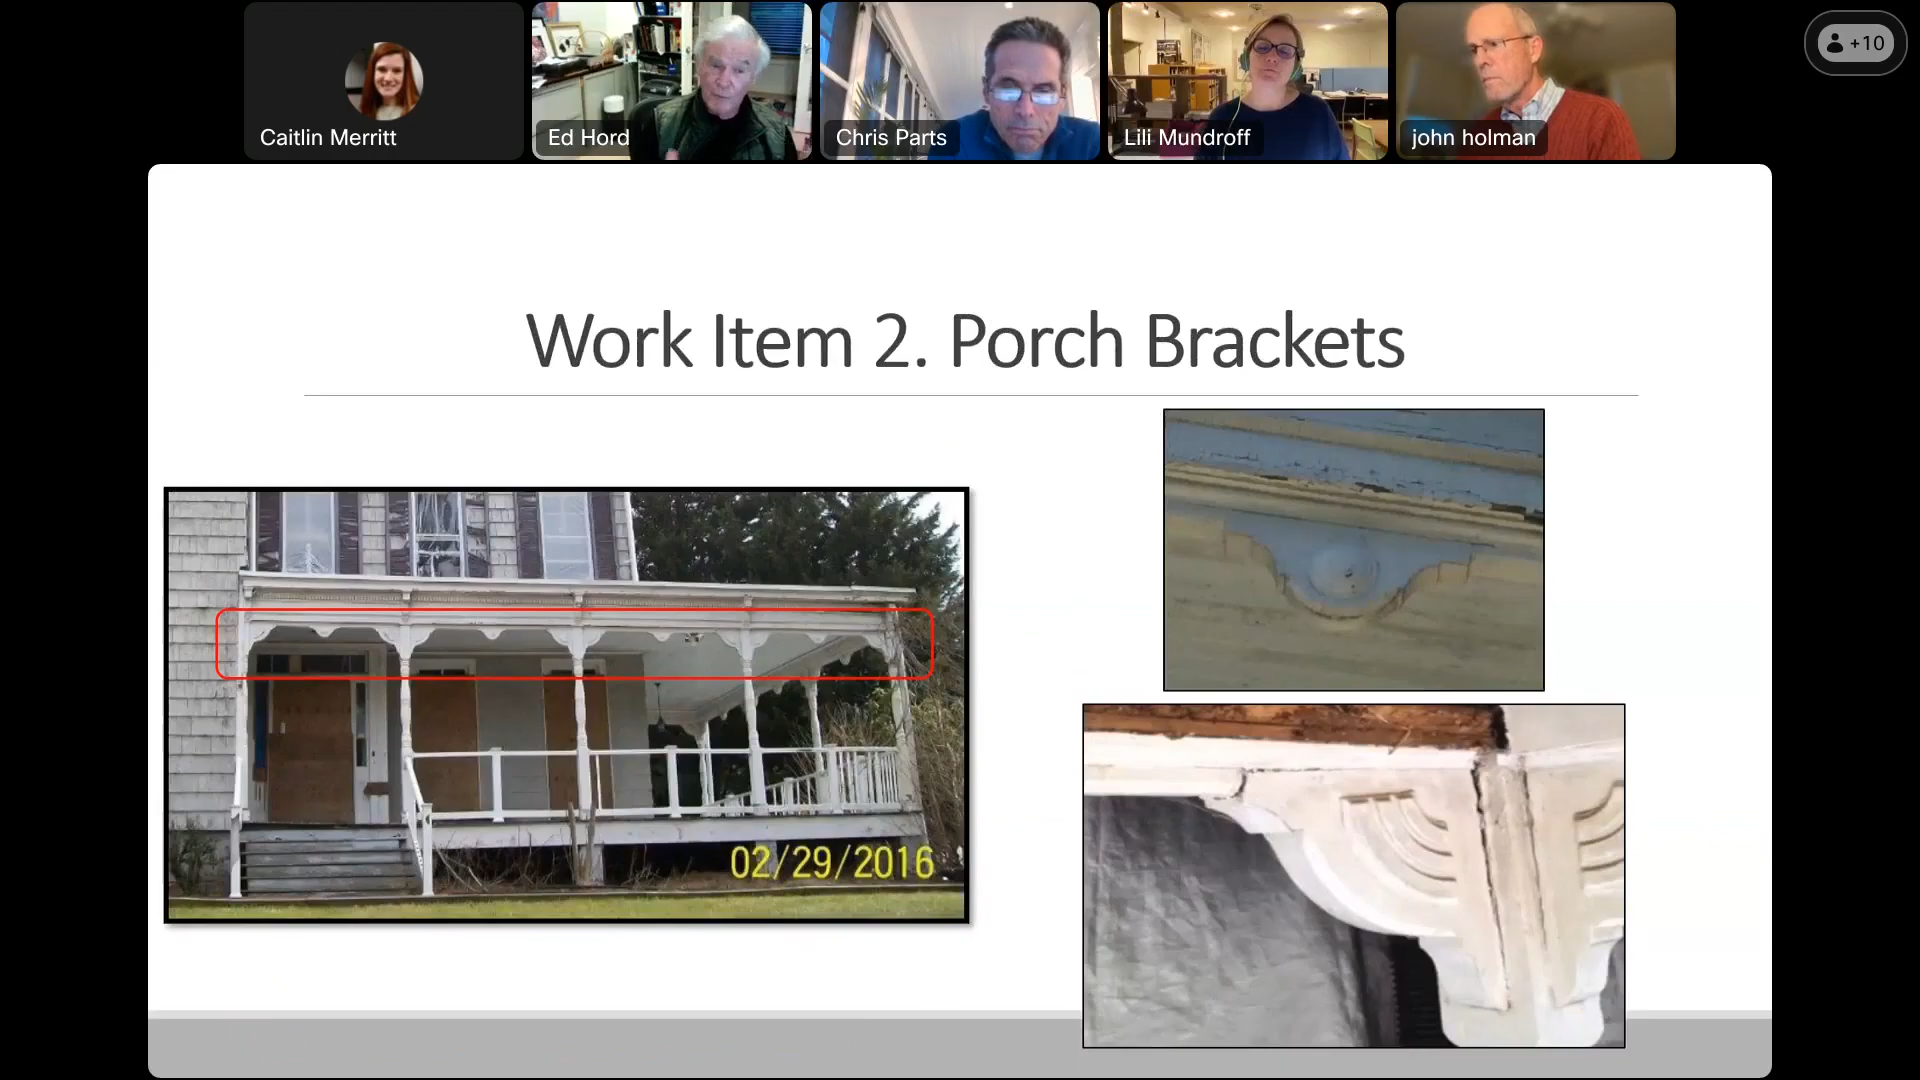 Caitlin Merritt
Ed Hord
Chris Parts
Lili Mundroff
john holman
+10
Work Item 2. Porch Brackets
02/29/2016